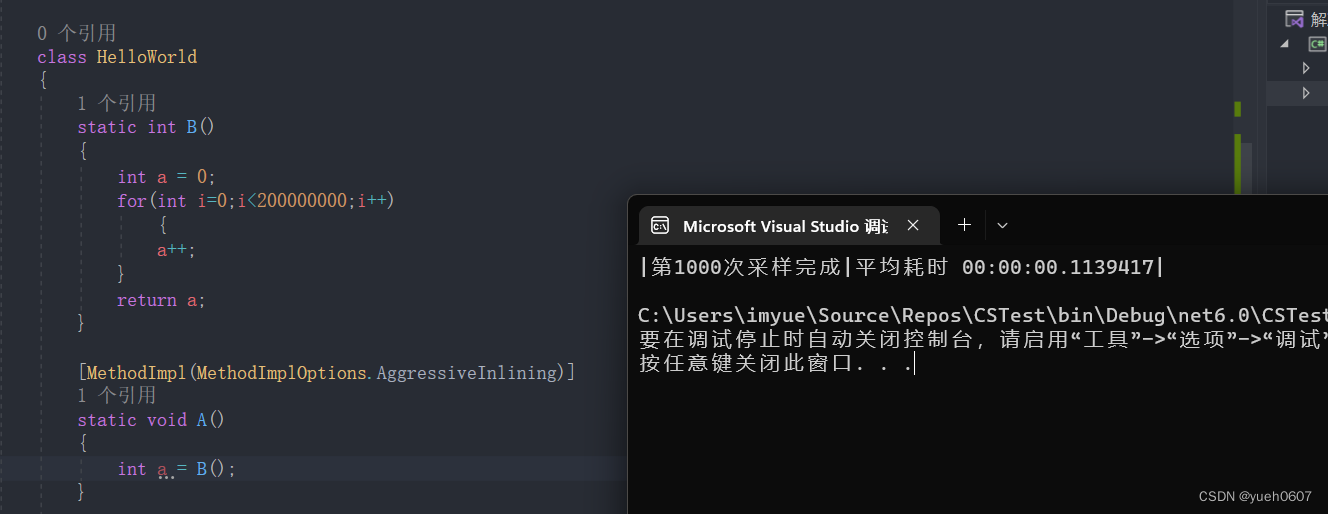 0 个引用
class HelloWorld
{
1 个引用
static int B()
{
int a = 0;
for(int i=0;i<200000000;i++)
{
a++;
}
return a;
}
[MethodImpl(MethodImplOptions.AggressiveInlining)]
1 个引用
static void A()
{
int a = B();
}
解
C#
Microsoft Visual Studio 调试
|第1000次采样完成|平均耗时 00:00:00.1139417|
C:\Users\imyue\Source\Repos\CSTest\bin\Debug\net6.0\CSTest
要在调试停止时自动关闭控制台，请启用“工具”->“选项”->“调试”
按任意键关闭此窗口. . .
CSDN @yueh0607